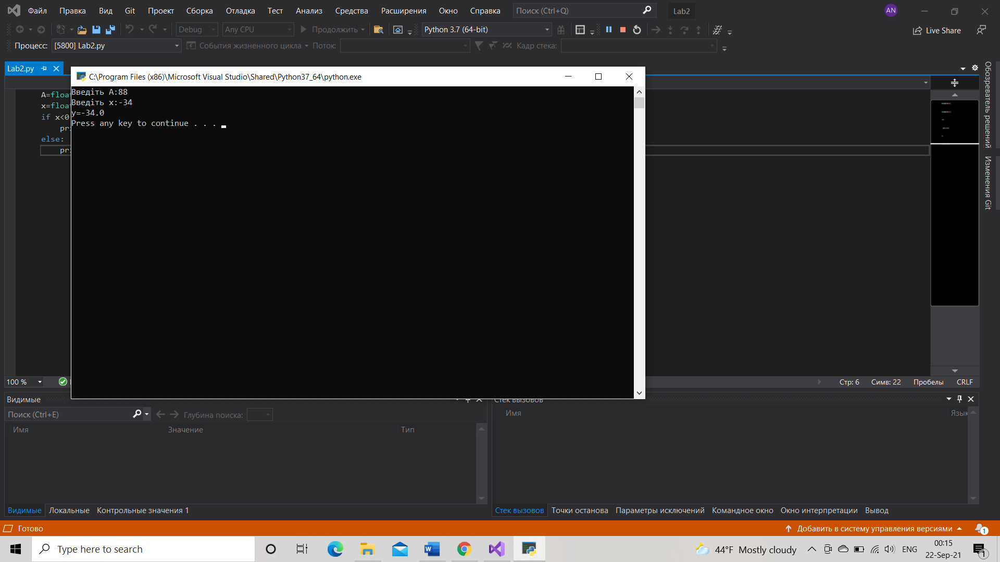 Файл Правка Вид Git Проект Сборка Отладка Тест Анализ Средства Расширения Окно Справка Поиск (Ctrl+Q) Lab2 AN
Debug Any CPU Продолжить Python 3.7 (64-bit) Live Share
Процесс: [5800] Lab2.py События жизненного цикла Поток: Кадр стека:
Lab2.py
C:\Program Files (x86)\Microsoft Visual Studio\Shared\Python37_64\python.exe
Введіть A:88
Введіть x:-34
y=-34.0
Press any key to continue . . .
A=float
x=float
if x<0
pri
else:
pri
Обозреватель решений
Изменения Git
100 % Стр: 6 Симв: 22 Пробелы CRLF
Видимые
Поиск (Ctrl+E) Глубина поиска:
Имя Значение Тип
Видимые Локальные Контрольные значения 1
Стек вызовов
Имя Язык
Стек вызовов Точки останова Параметры исключений Командное окно Окно интерпретации Вывод
Готово Добавить в систему управления версиями 1
Type here to search 44°F Mostly cloudy ENG 00:15
22-Sep-21 1